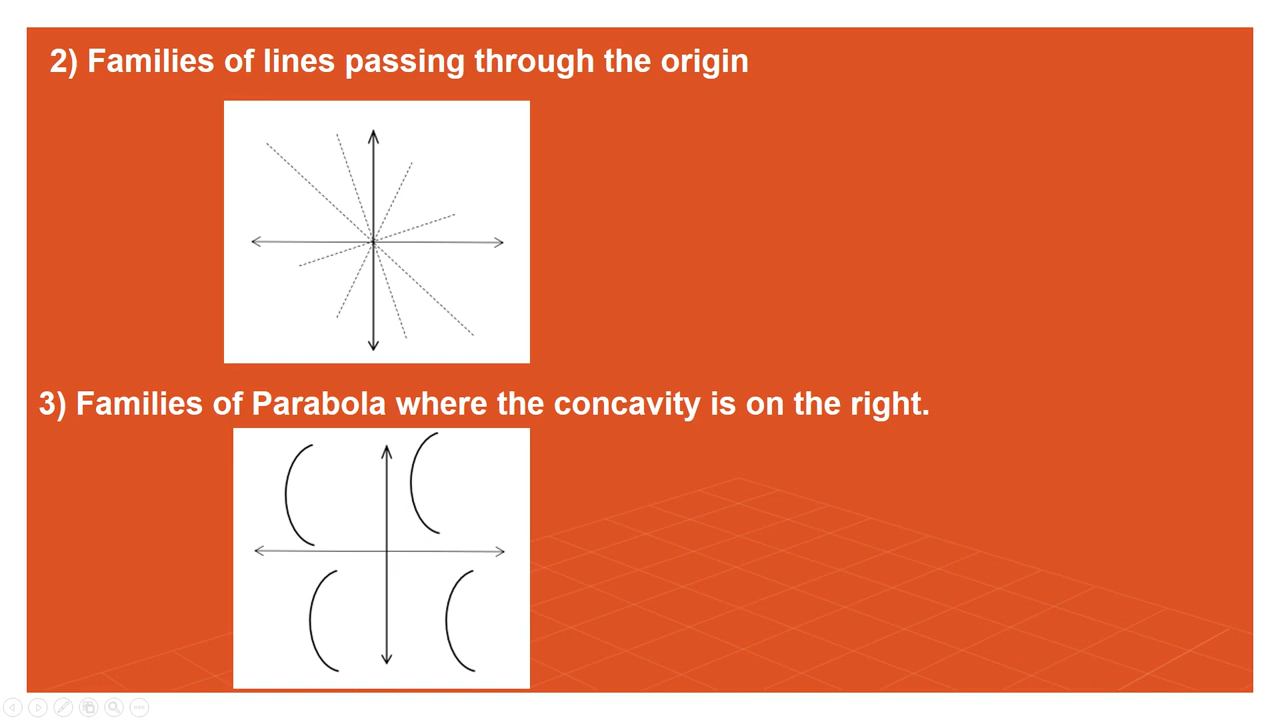 2) Families of lines passing through the origin
3) Families of Parabola where the concavity is on the right.